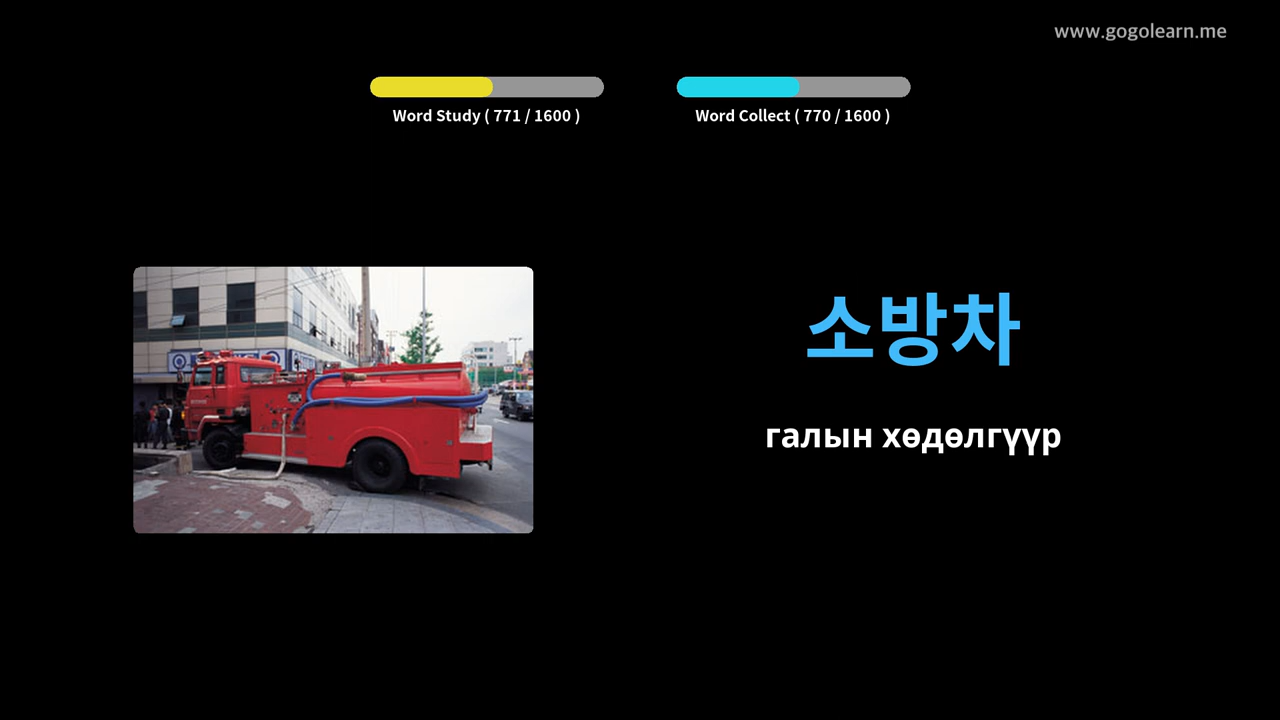 www.gogolearn.me
Word Study ( 771 / 1600 )
Word Collect ( 770 / 1600 )
소방차
галын хөдөлгүүр